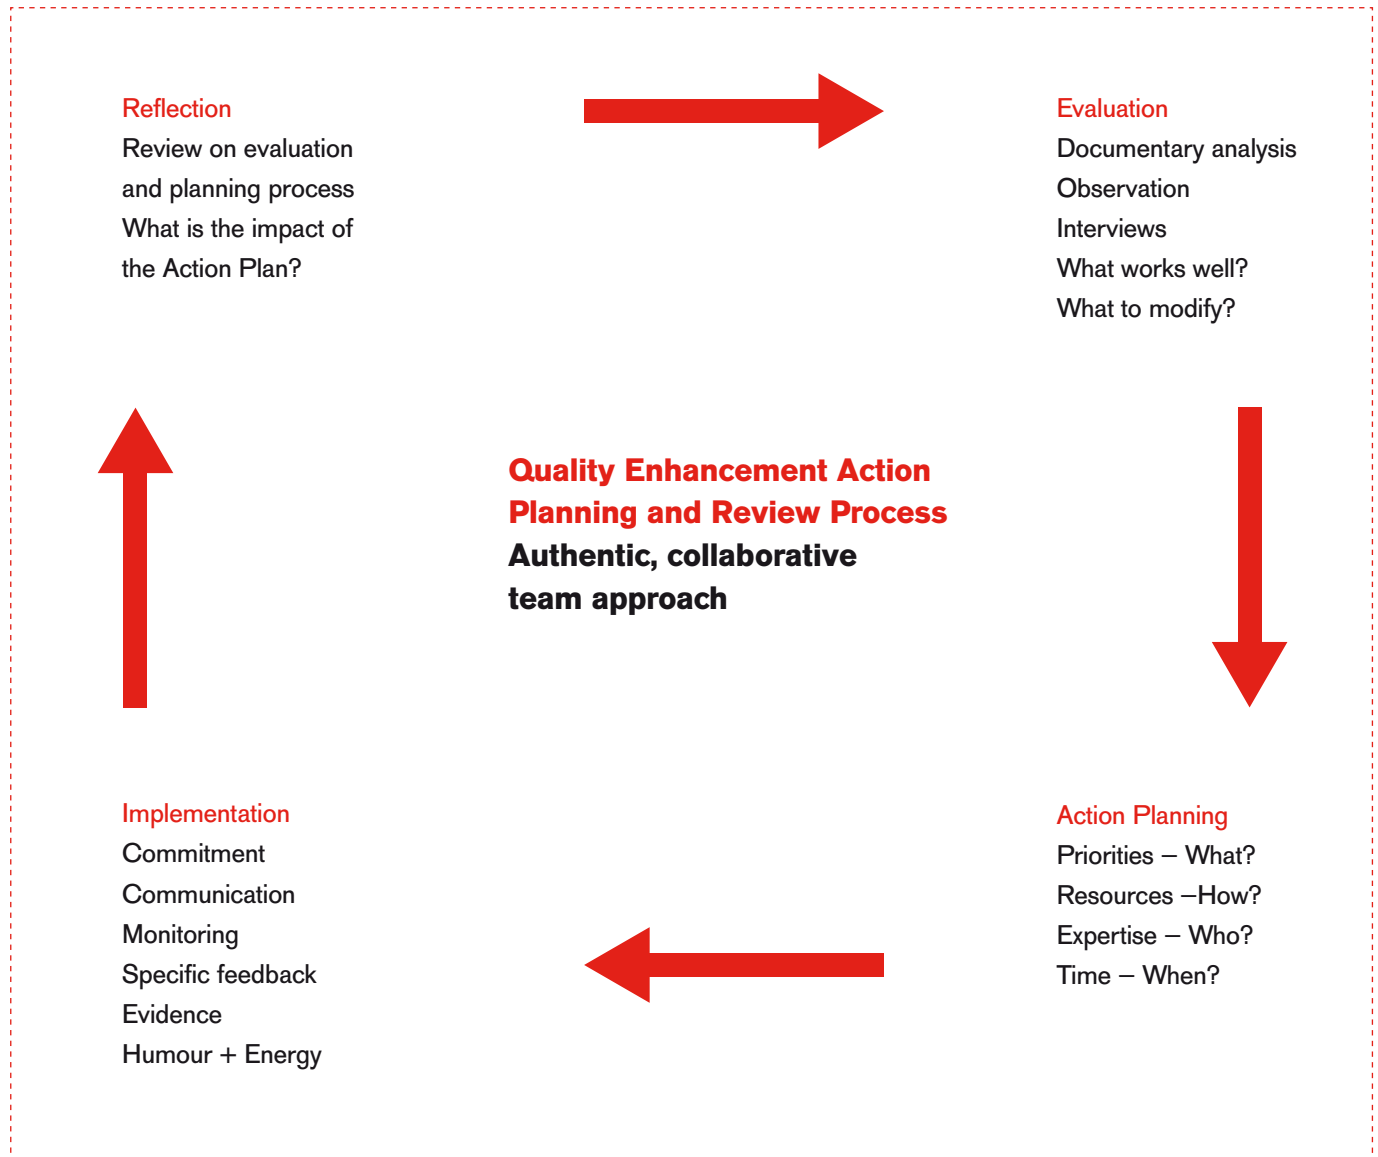 Reflection
Review on evaluation
and planning process
What is the impact of
the Action Plan?
Evaluation
Documentary analysis
Observation
Interviews
What works well?
What to modify?
Quality Enhancement Action
Planning and Review Process
Authentic, collaborative
team approach
Implementation
Commitment
Communication
Monitoring
Specific feedback
Evidence
Humour + Energy
Action Planning
Priorities – What?
Resources –How?
Expertise – Who?
Time – When?